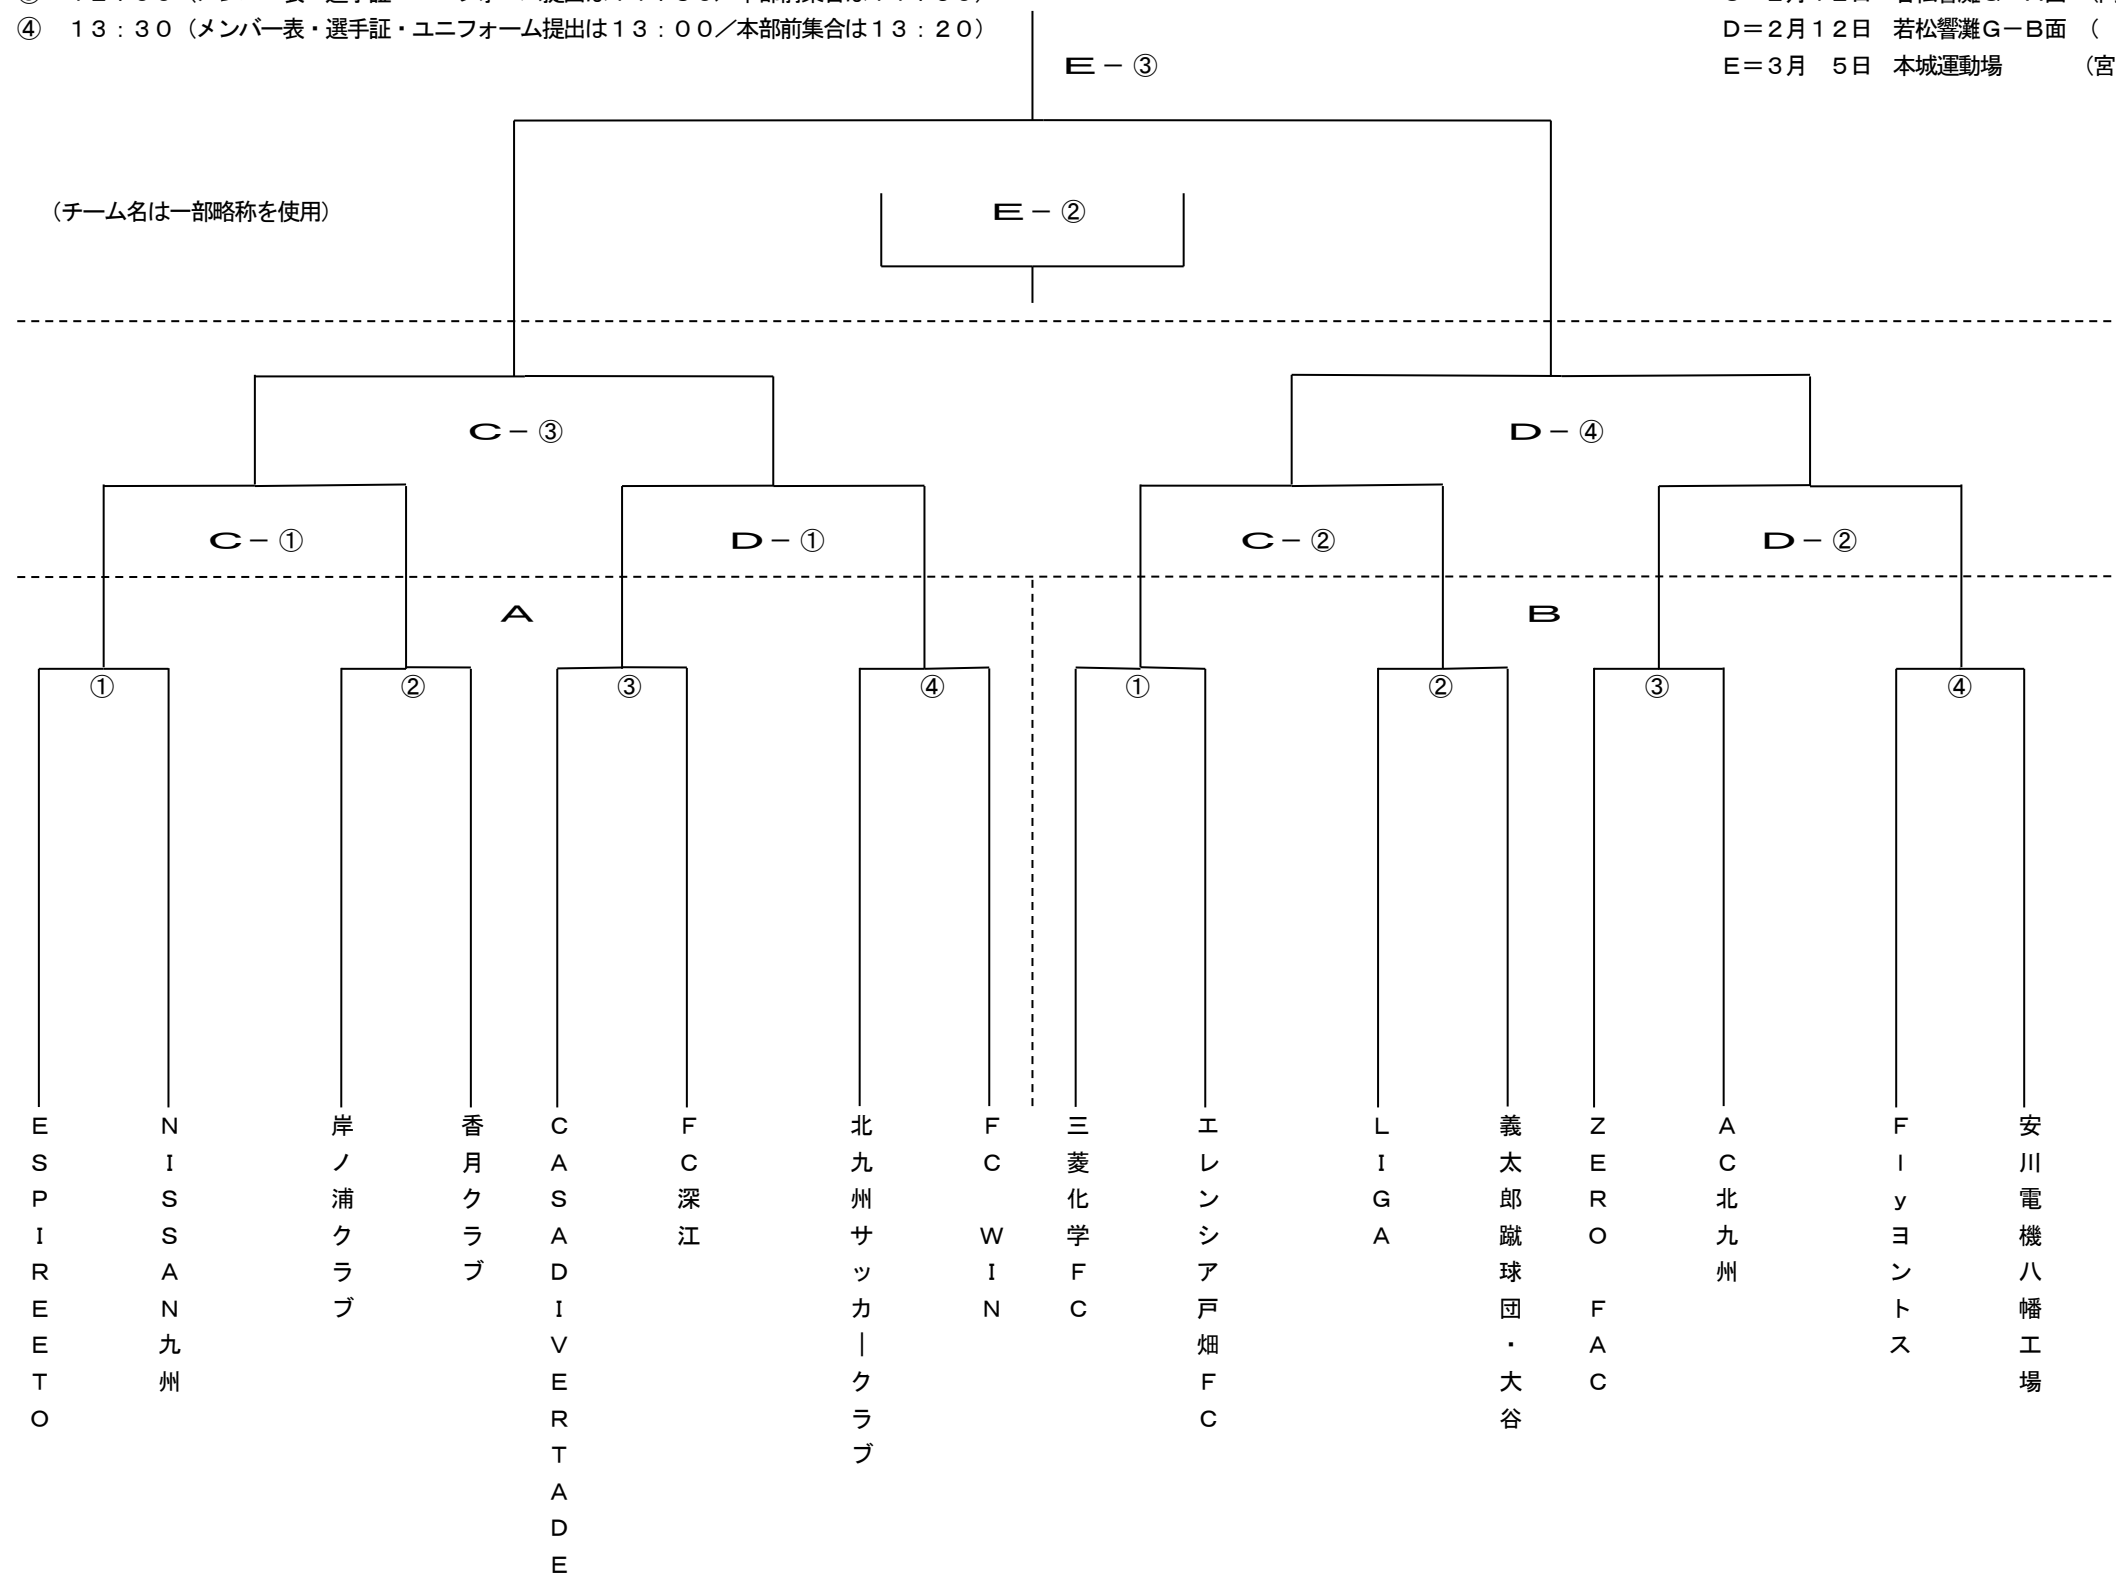 ④　１３：３０（メンバー表・選手証・ユニフォーム提出は１３：００／本部前集合は１３：２０）
Ｄ＝２月１２日　若松響灘Ｇ－Ｂ面　（
Ｅ＝３月　５日　本城運動場　　　　（宮
Ｅ－③
（チーム名は一部略称を使用）
Ｅ－②
Ｃ－③
Ｄ－④
Ｃ－①
Ｄ－①
Ｃ－②
Ｄ－②
Ａ
Ｂ
①
②
③
④
①
②
③
④
ＥＳＰＩＲＥＥＴＯ
ＮＩＳＳＡＮ九州
岸ノ浦クラブ
香月クラブ
ＣＡＳＡＤＩＶＥＲＴＡＤＥ
ＦＣ深江
北九州サッカークラブ
ＦＣ　ＷＩＮ
三菱化学ＦＣ
エレンシア戸畑ＦＣ
ＬＩＧＡ
義太郎蹴球団・大谷
ＺＥＲＯ　ＦＡＣ
ＡＣ北九州
Ｆｌｙヨントス
安川電機八幡工場